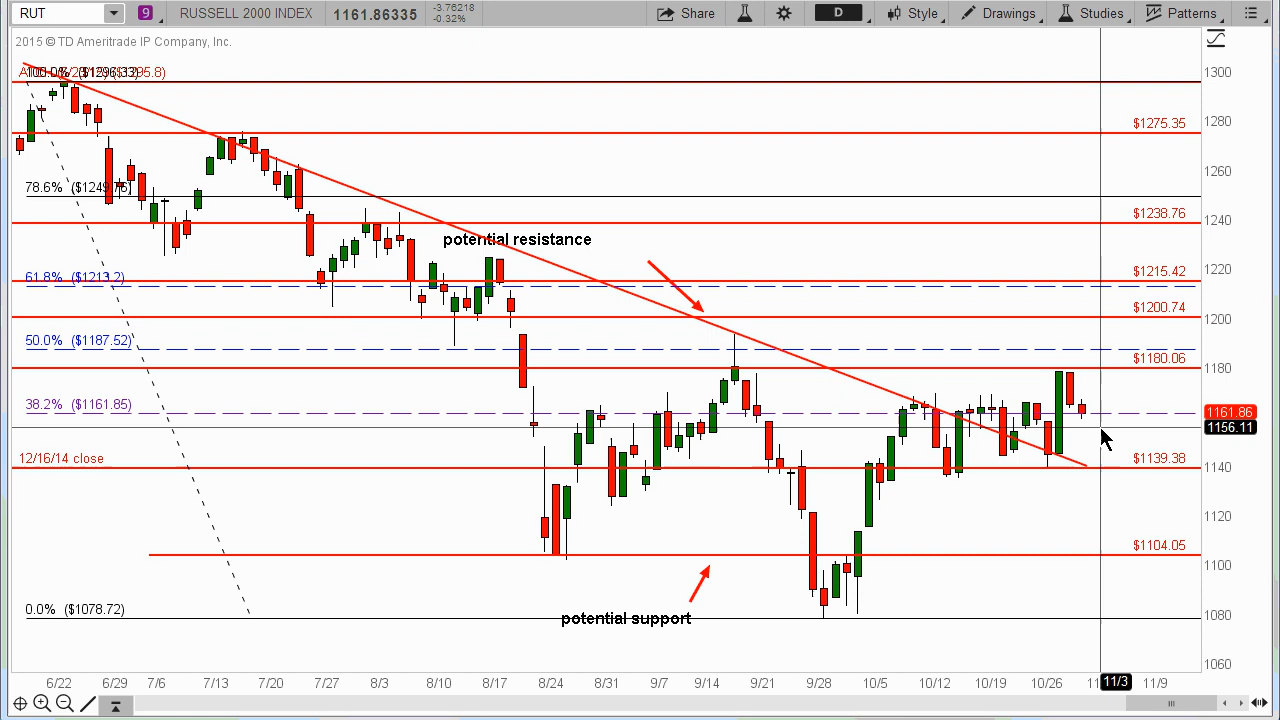 RUT 9 RUSSELL 2000 INDEX 1161.86335 -3.76218 -0.32% Share D Style Drawings Studies Patterns
2015 © TD Ameritrade IP Company, Inc.
100.0% 1300
$1275.35
1280
1260
78.6% ($1249.75)
1240
$1238.76
potential resistance
61.8% ($1213.2) $1215.42
1220
$1200.74
1200
50.0% ($1187.52)
$1180.06
1180
38.2% ($1161.85) 1161.86
1156.11
12/16/14 close $1139.38
1140
1120
$1104.05
1100
0.0% ($1078.72) 1080
potential support
1060
6/22 6/29 7/6 7/13 7/20 7/27 8/3 8/10 8/17 8/24 8/31 9/7 9/14 9/21 9/28 10/5 10/12 10/19 10/26 11/3 11/9